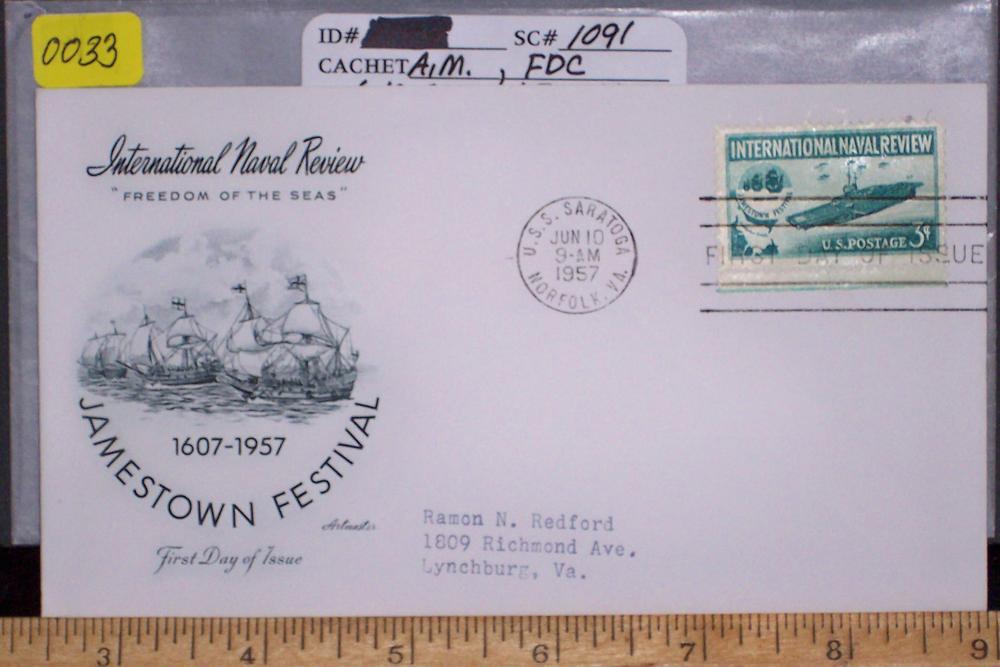 0033
ID# SC# 1091
CACHET A.M., FDC
International Naval Review
"FREEDOM OF THE SEAS"
JAMESTOWN FESTIVAL
1607-1957
Artmaster
First Day of Issue
U.S.S. SARATOGA
JUN 10
9-AM
1957
NORFOLK, VA.
INTERNATIONAL NAVAL REVIEW
JAMESTOWN FESTIVAL
U.S. POSTAGE 3¢
FIRST DAY OF ISSUE
Ramon N. Redford
1809 Richmond Ave.
Lynchburg, Va.
3 4 5 6 7 8 9